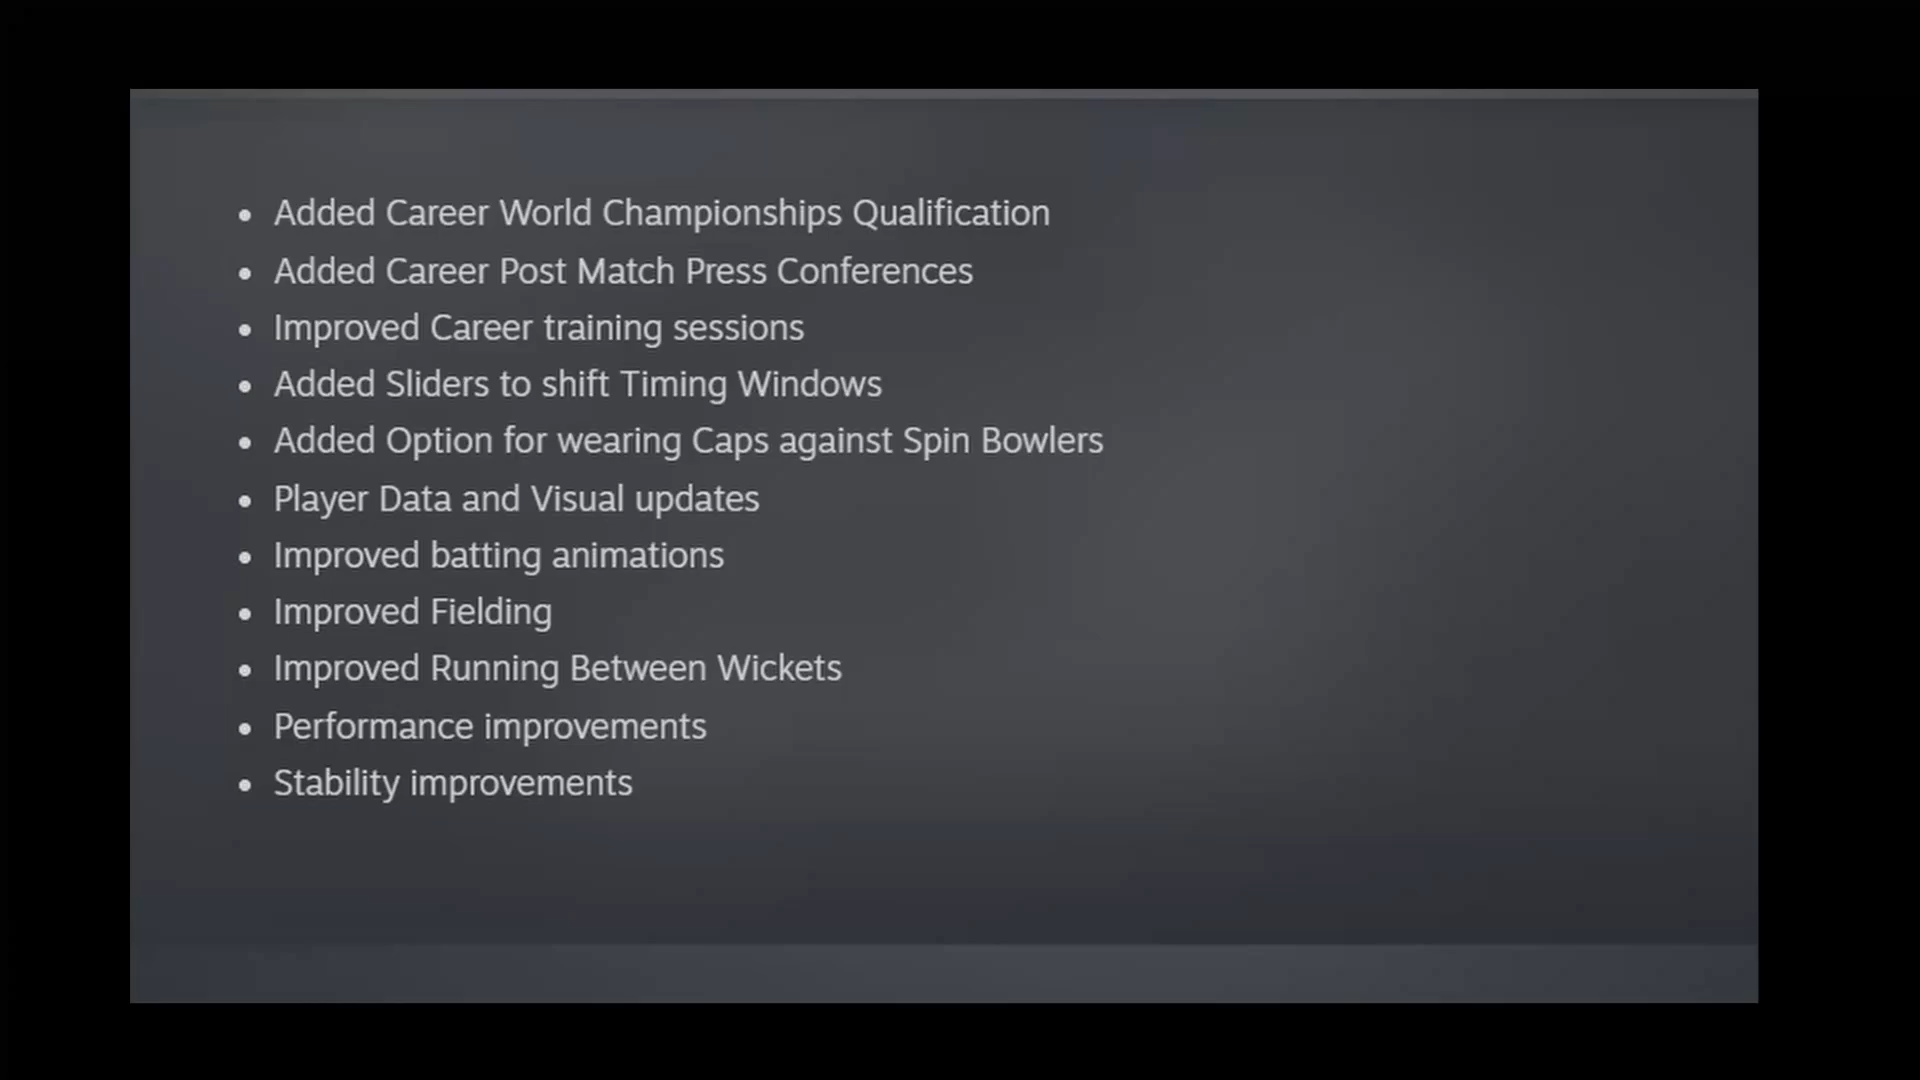 • Added Career World Championships Qualification
• Added Career Post Match Press Conferences
• Improved Career training sessions
• Added Sliders to shift Timing Windows
• Added Option for wearing Caps against Spin Bowlers
• Player Data and Visual updates
• Improved batting animations
• Improved Fielding
• Improved Running Between Wickets
• Performance improvements
• Stability improvements